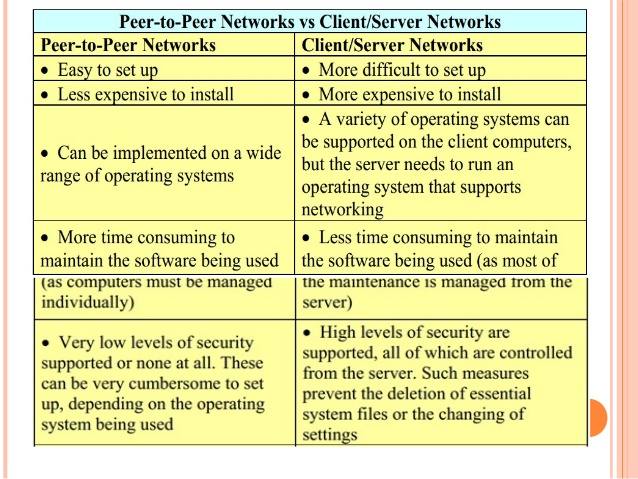 Peer-to-Peer Networks vs Client/Server Networks
Peer-to-Peer Networks
Client/Server Networks
• Easy to set up
• More difficult to set up
• Less expensive to install
• More expensive to install
• Can be implemented on a wide
range of operating systems
• A variety of operating systems can
be supported on the client computers,
but the server needs to run an
operating system that supports
networking
• More time consuming to
maintain the software being used
(as computers must be managed
individually)
• Less time consuming to maintain
the software being used (as most of
the maintenance is managed from the
server)
• Very low levels of security
supported or none at all. These
can be very cumbersome to set
up, depending on the operating
system being used
• High levels of security are
supported, all of which are controlled
from the server. Such measures
prevent the deletion of essential
system files or the changing of
settings